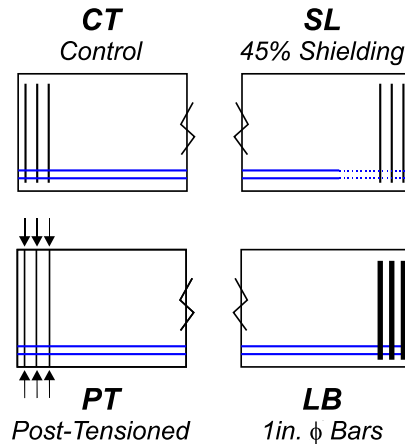 CT
Control
SL
45% Shielding
PT
Post-Tensioned
LB
1in. ϕ Bars